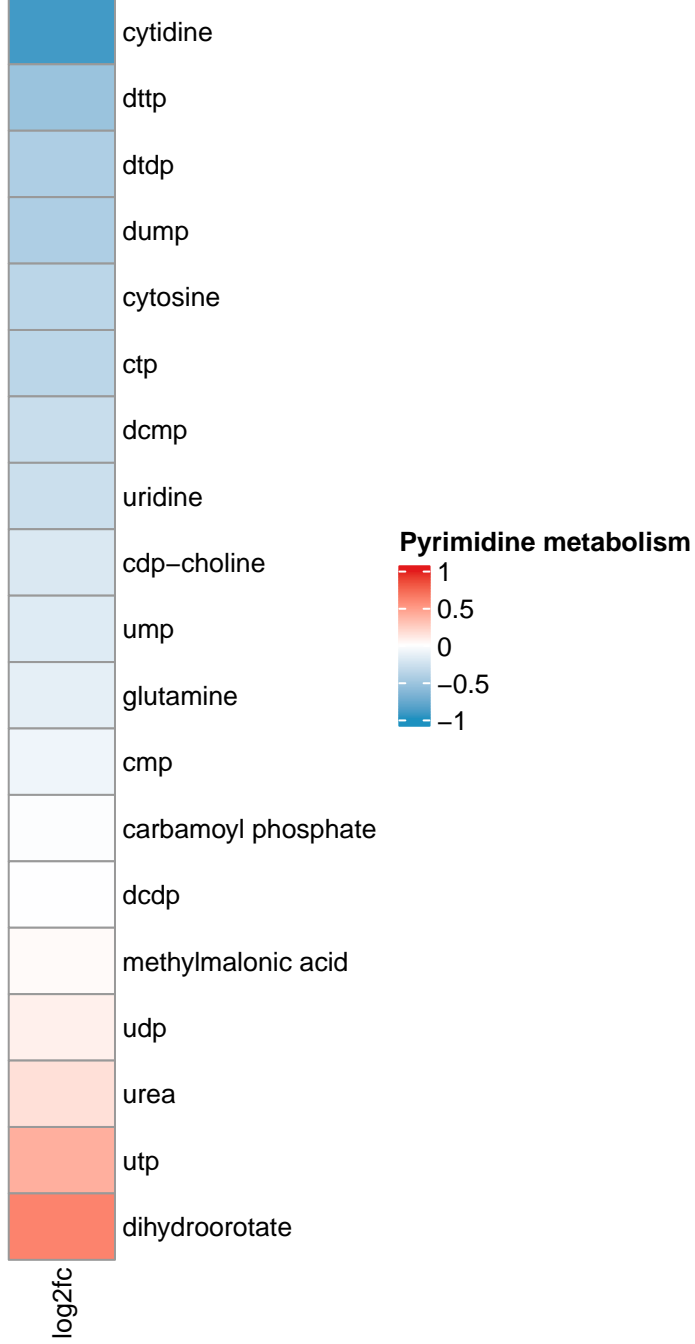 cytidine
dttp
dtdp
dump
cytosine
ctp
dcmp
uridine
cdp−choline
ump
glutamine
cmp
carbamoyl phosphate
dcdp
methylmalonic acid
udp
urea
utp
dihydroorotate
log2fc
Pyrimidine metabolism
1
0.5
0
−0.5
−1